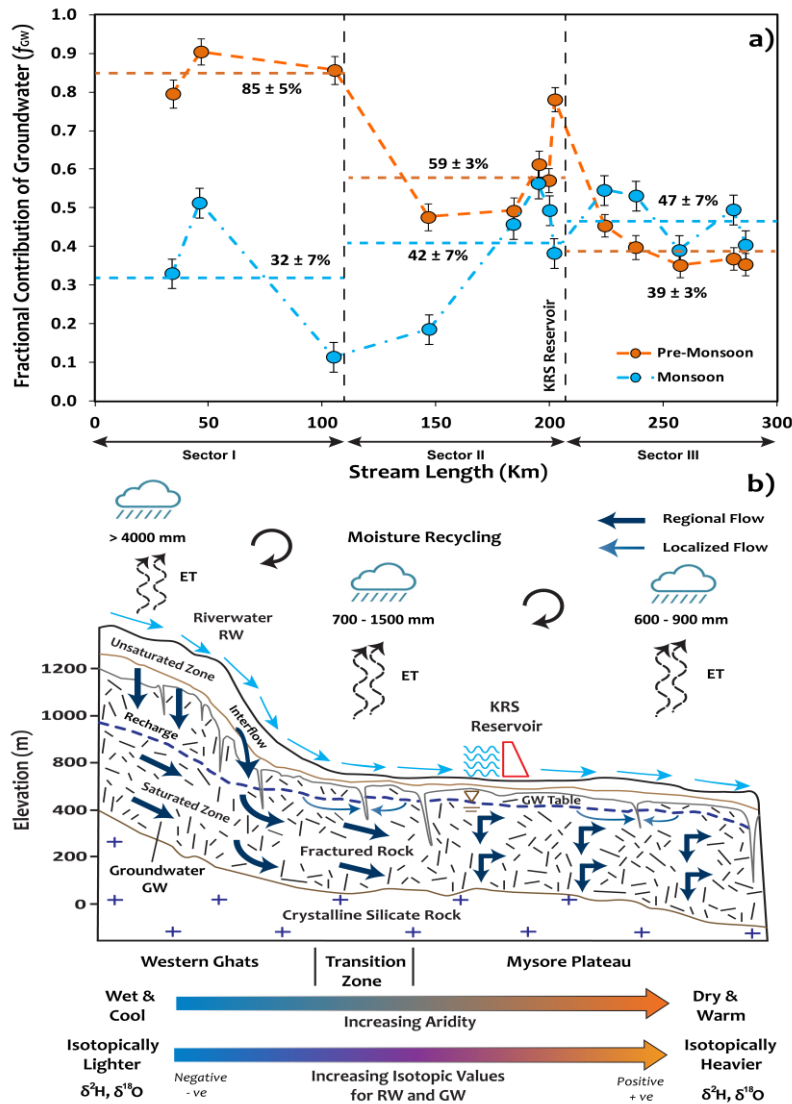 Fractional Contribution of Groundwater (fGW)
1.0
0.9
0.8
0.7
0.6
0.5
0.4
0.3
0.2
0.1
0.0
a)
85 ± 5%
59 ± 3%
47 ± 7%
32 ± 7%
42 ± 7%
39 ± 3%
KRS Reservoir
Pre-Monsoon
Monsoon
0
50
100
150
200
250
300
Sector I
Sector II
Sector III
Stream Length (Km)
b)
Regional Flow
Localized Flow
> 4000 mm
Moisture Recycling
ET
Riverwater
RW
700 - 1500 mm
600 - 900 mm
ET
ET
Elevation (m)
1200
1000
800
400
200
0
Unsaturated Zone
Recharge
Interflow
Saturated Zone
Groundwater
GW
KRS
Reservoir
GW Table
Fractured Rock
Crystalline Silicate Rock
Western Ghats
Transition
Zone
Mysore Plateau
Wet &
Cool
Increasing Aridity
Dry &
Warm
Isotopically
Lighter
δ²H, δ¹⁸O
Negative
- ve
Increasing Isotopic Values
for RW and GW
Positive
+ ve
Isotopically
Heavier
δ²H, δ¹⁸O